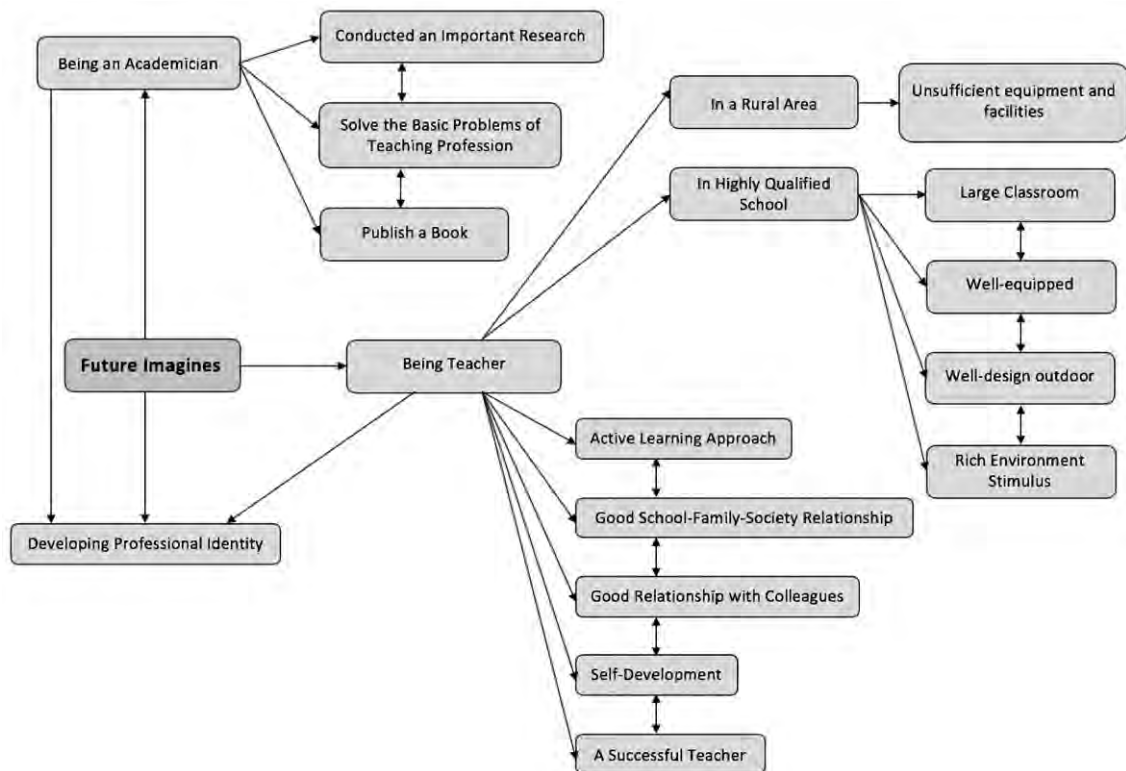 Being an Academician
Conducted an Important Research
Solve the Basic Problems of
Teaching Profession
Publish a Book
In a Rural Area
Unsufficient equipment and
facilities
In Highly Qualified
School
Large Classroom
Well-equipped
Well-design outdoor
Rich Environment
Stimulus
Future Imagines
Being Teacher
Active Learning Approach
Good School-Family-Society Relationship
Good Relationship with Colleagues
Self-Development
A Successful Teacher
Developing Professional Identity